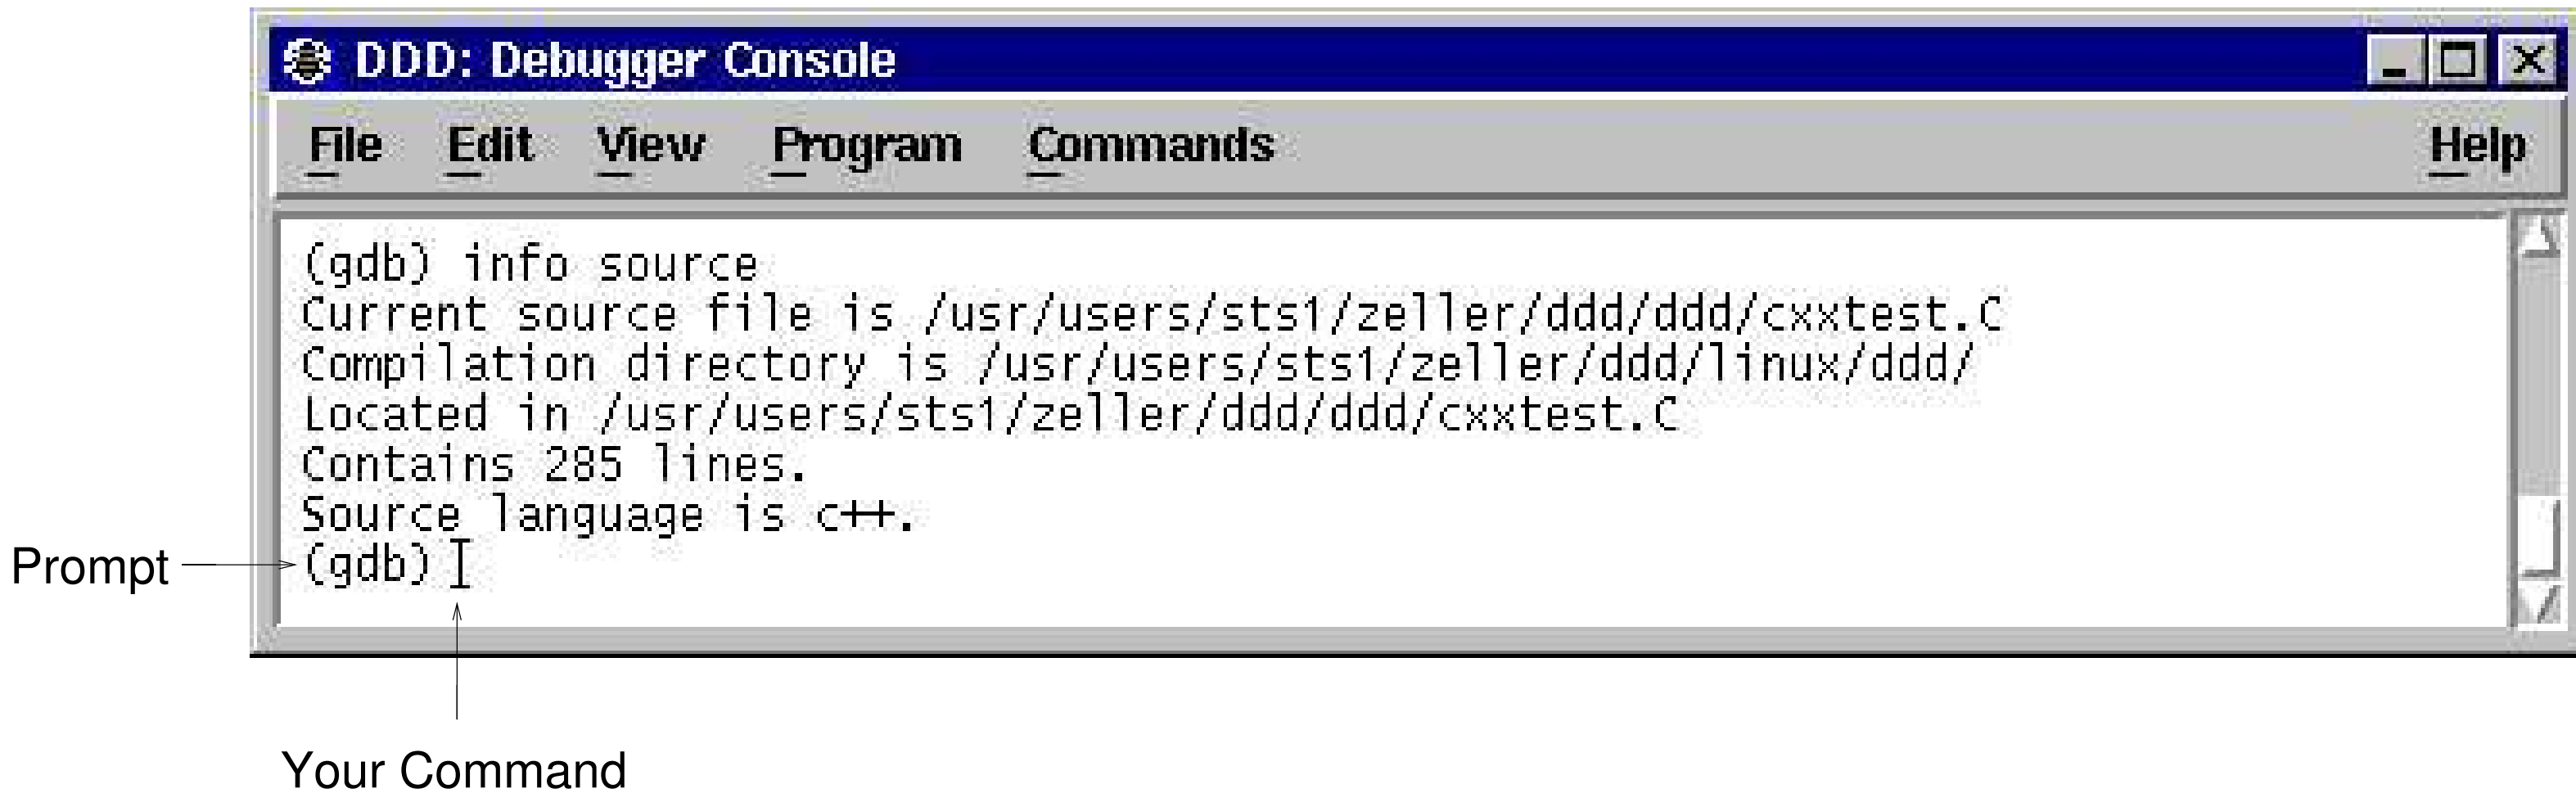 DDD: Debugger Console
File Edit View Program Commands Help
(gdb) info source
Current source file is /usr/users/sts1/zeller/ddd/ddd/cxxtest.C
Compilation directory is /usr/users/sts1/zeller/ddd/linux/ddd/
Located in /usr/users/sts1/zeller/ddd/ddd/cxxtest.C
Contains 285 lines.
Source language is c++.
Prompt (gdb)
Your Command